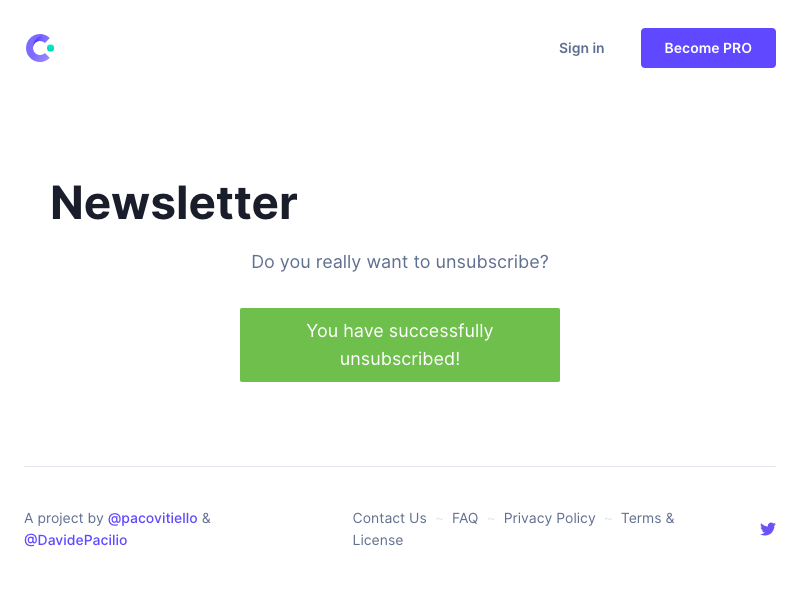 Sign in
Become PRO
Newsletter
Do you really want to unsubscribe?
You have successfully
unsubscribed!
A project by @pacovitiello &
@DavidePacilio
Contact Us ~ FAQ ~ Privacy Policy ~ Terms &
License